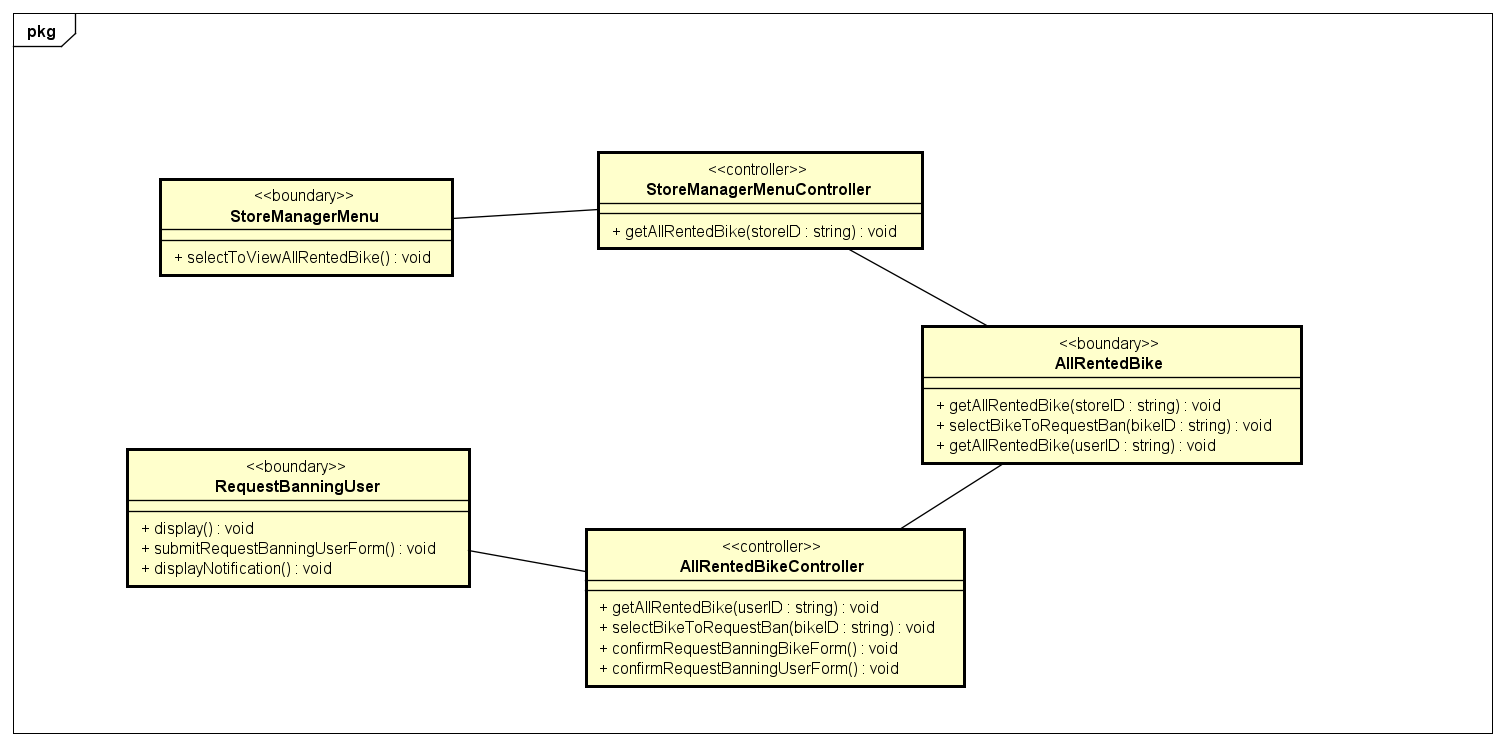 pkg
<<boundary>>
StoreManagerMenu
+ selectToViewAllRentedBike() : void
<<controller>>
StoreManagerMenuController
+ getAllRentedBike(storeID : string) : void
<<boundary>>
AllRentedBike
+ getAllRentedBike(storeID : string) : void
+ selectBikeToRequestBan(bikeID : string) : void
+ getAllRentedBike(userID : string) : void
<<boundary>>
RequestBanningUser
+ display() : void
+ submitRequestBanningUserForm() : void
+ displayNotification() : void
<<controller>>
AllRentedBikeController
+ getAllRentedBike(userID : string) : void
+ selectBikeToRequestBan(bikeID : string) : void
+ confirmRequestBanningBikeForm() : void
+ confirmRequestBanningUserForm() : void